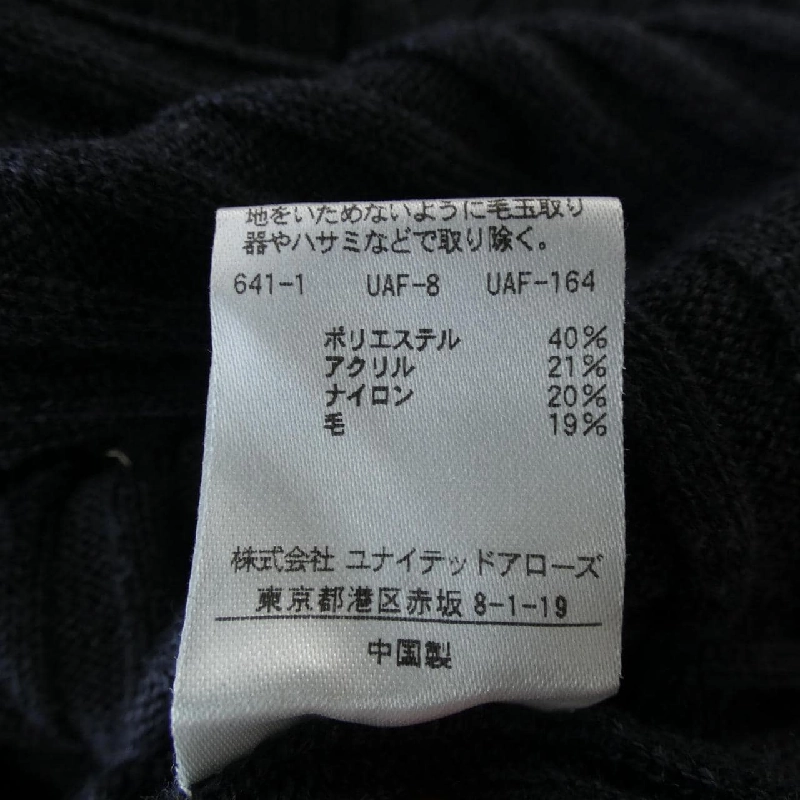 地をいためないように毛玉取り
器やハサミなどで取り除く。
641-1 UAF-8 UAF-164
ポリエステル 40%
アクリル 21%
ナイロン 20%
毛 19%
株式会社 ユナイテッドアローズ
東京都港区赤坂 8-1-19
中国製